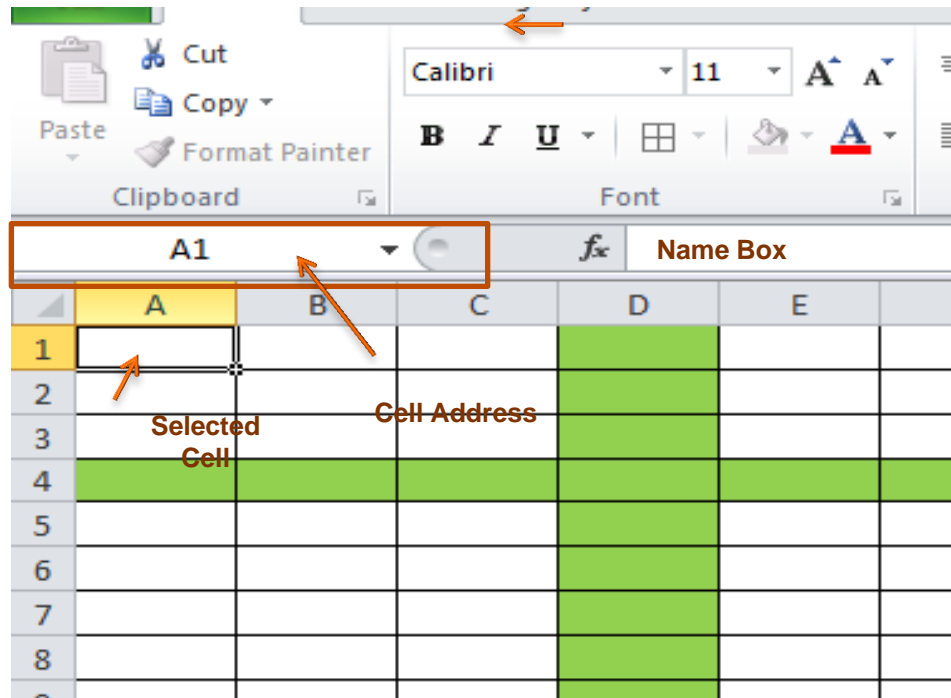 Cut
Copy
Paste
Format Painter
Clipboard
Calibri
11
A A
B I U A
Font
A1
fx
Name Box
A B C D E
1
2
3
4
5
6
7
8
Selected
Cell
Cell Address